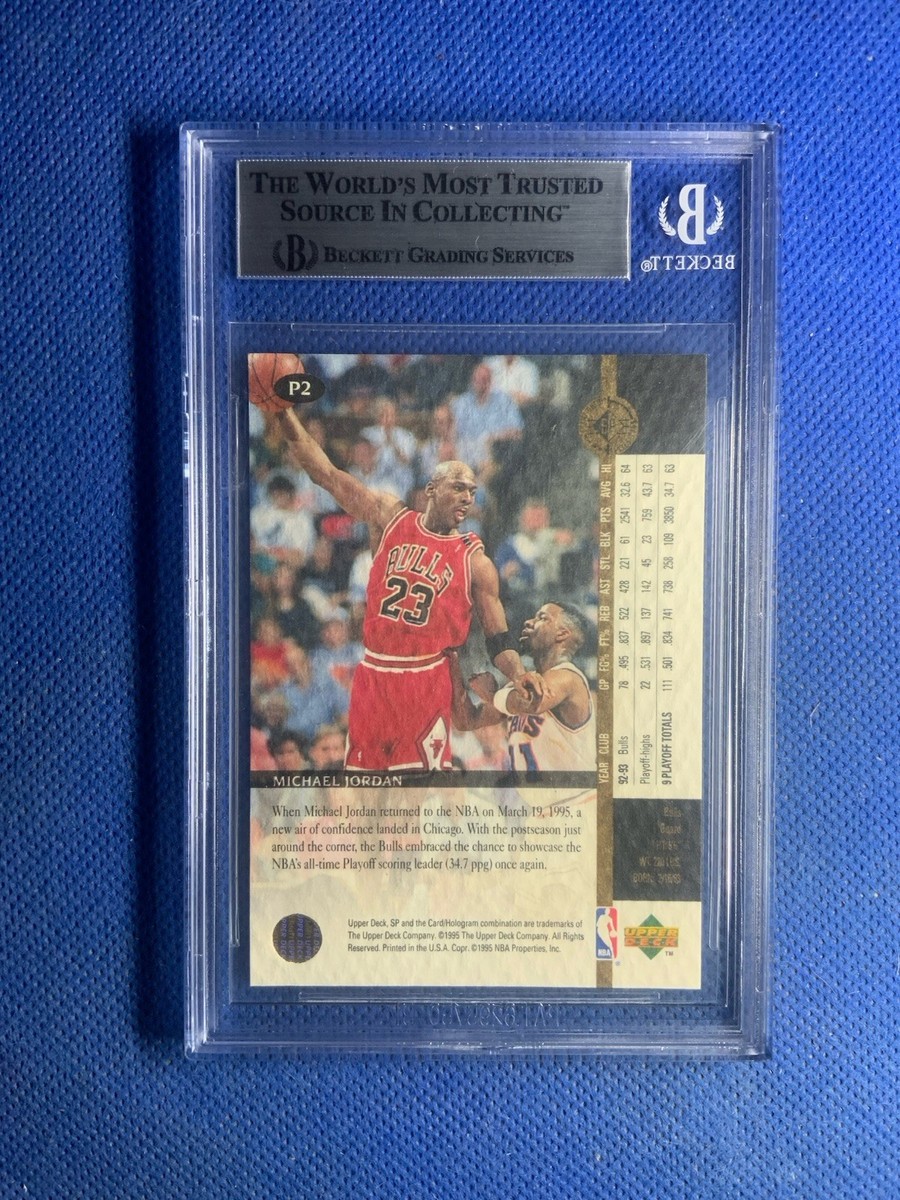 THE WORLD'S MOST TRUSTED
SOURCE IN COLLECTING™
B BECKETT GRADING SERVICES
B
BECKETT®
P2
BULLS
23
MICHAEL JORDAN
When Michael Jordan returned to the NBA on March 19, 1995, a
new air of confidence landed in Chicago. With the postseason just
around the corner, the Bulls embraced the chance to showcase the
NBA's all-time Playoff scoring leader (34.7 ppg) once again.
Upper Deck, SP and the Card/Hologram combination are trademarks of
The Upper Deck Company. ©1995 The Upper Deck Company. All Rights
Reserved. Printed in the U.S.A. Copr. ©1995 NBA Properties, Inc.
YEAR CLUB GP FG% FT% REB AST STL BLK PTS AVG HI
92-93 Bulls 78 .495 .837 522 428 221 61 2541 32.6 64
Playoff-highs 22 .531 .897 137 142 45 23 759 43.7 63
9 PLAYOFF TOTALS 111 .501 .834 741 738 258 109 3850 34.7 63
Bulls
Guard
NBA
UPPER
DECK
™